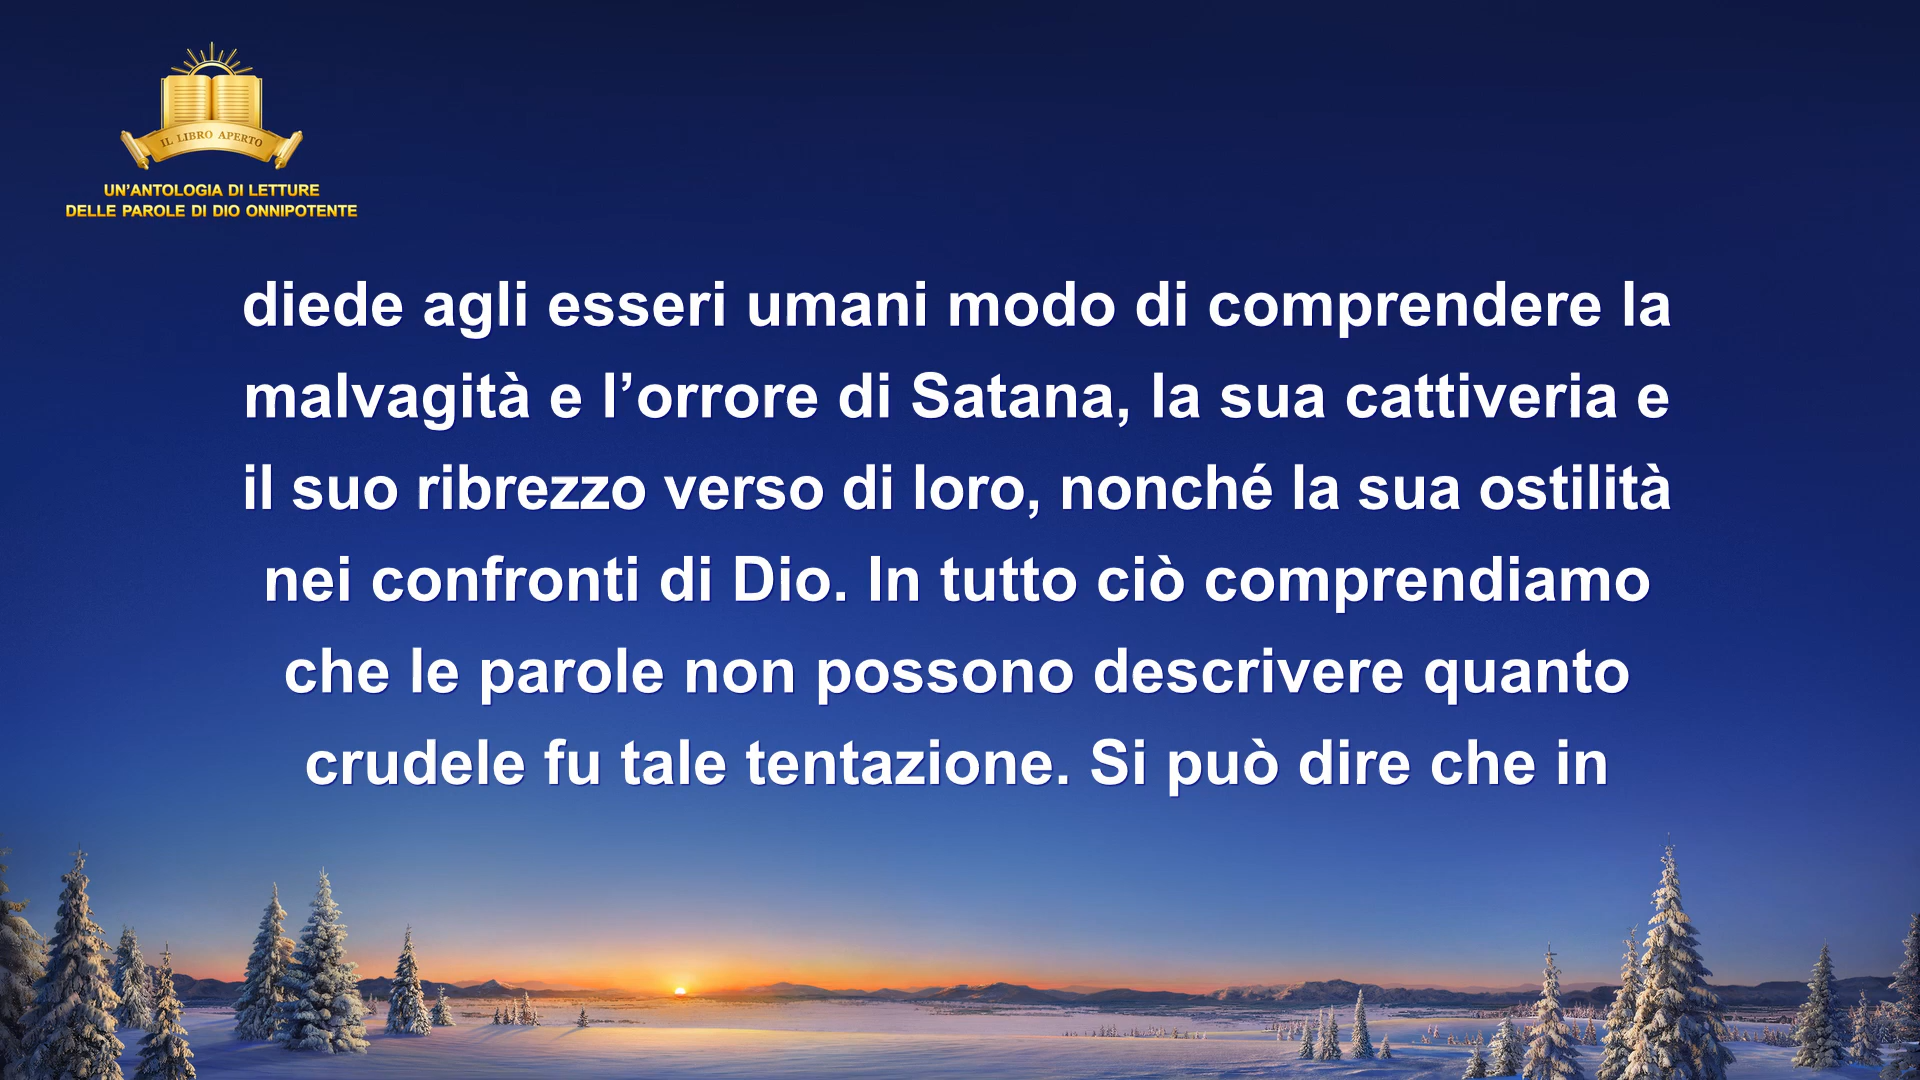 IL LIBRO APERTO
UN’ANTOLOGIA DI LETTURE
DELLE PAROLE DI DIO ONNIPOTENTE
diede agli esseri umani modo di comprendere la
malvagità e l’orrore di Satana, la sua cattiveria e
il suo ribrezzo verso di loro, nonché la sua ostilità
nei confronti di Dio. In tutto ciò comprendiamo
che le parole non possono descrivere quanto
crudele fu tale tentazione. Si può dire che in